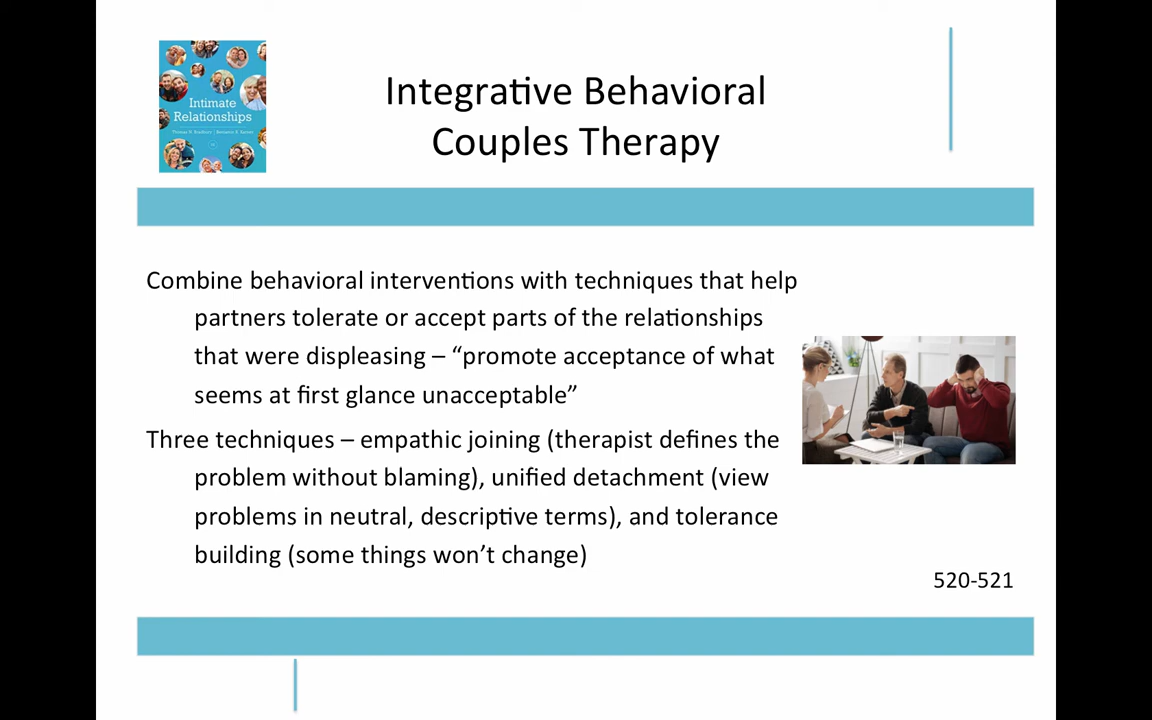 Intimate
Relationships
Integrative Behavioral
Couples Therapy
Combine behavioral interventions with techniques that help
partners tolerate or accept parts of the relationships
that were displeasing – “promote acceptance of what
seems at first glance unacceptable”
Three techniques – empathic joining (therapist defines the
problem without blaming), unified detachment (view
problems in neutral, descriptive terms), and tolerance
building (some things won’t change)
520-521